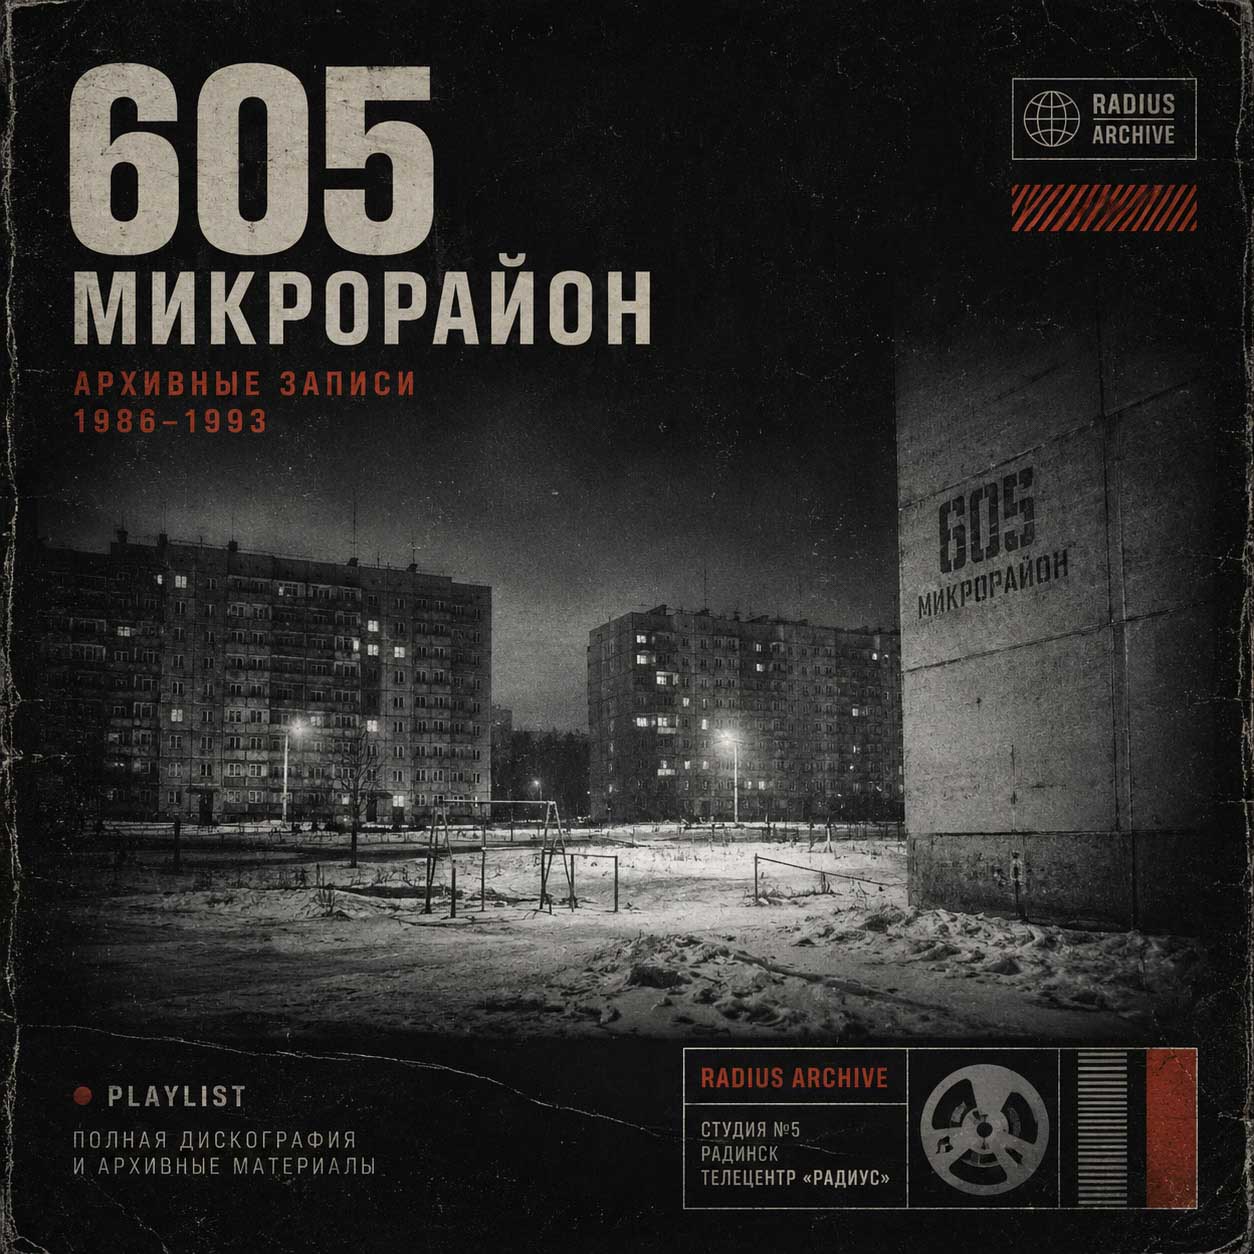 605
МИКРОРАЙОН
АРХИВНЫЕ ЗАПИСИ
1986–1993
RADIUS
ARCHIVE
605
МИКРОРАЙОН
PLAYLIST
ПОЛНАЯ ДИСКОГРАФИЯ
И АРХИВНЫЕ МАТЕРИАЛЫ
RADIUS ARCHIVE
СТУДИЯ №5
РАДИНСК
ТЕЛЕЦЕНТР «РАДИУС»